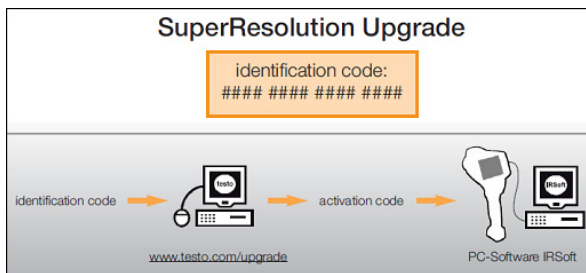 SuperResolution Upgrade
identification code:
#### #### #### ####
testo
IRSoft
identification code
activation code
www.testo.com/upgrade
PC-Software IRSoft